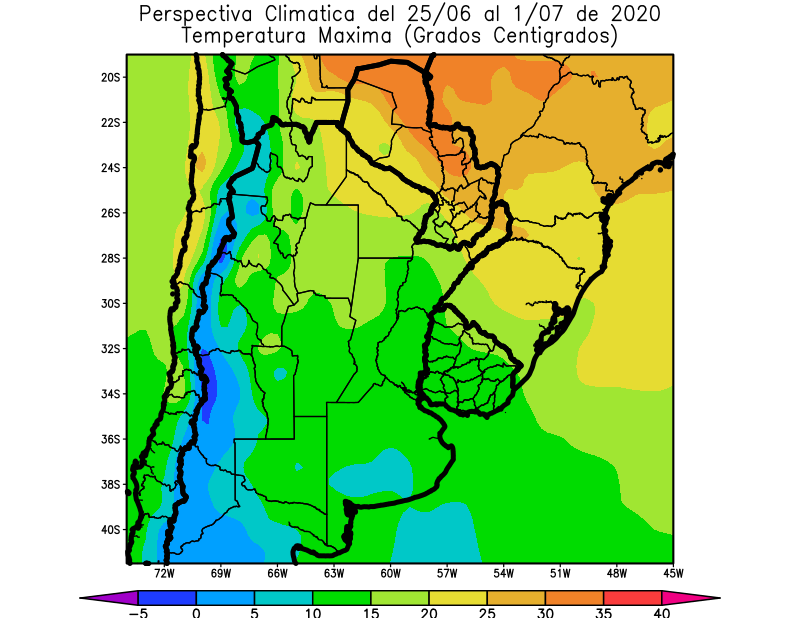 Perspectiva Climatica del 25/06 al 1/07 de 2020
Temperatura Maxima (Grados Centigrados)
20S
22S
24S
26S
28S
30S
32S
34S
36S
38S
40S
72W 69W 66W 63W 60W 57W 54W 51W 48W 45W
-5 0 5 10 15 20 25 30 35 40